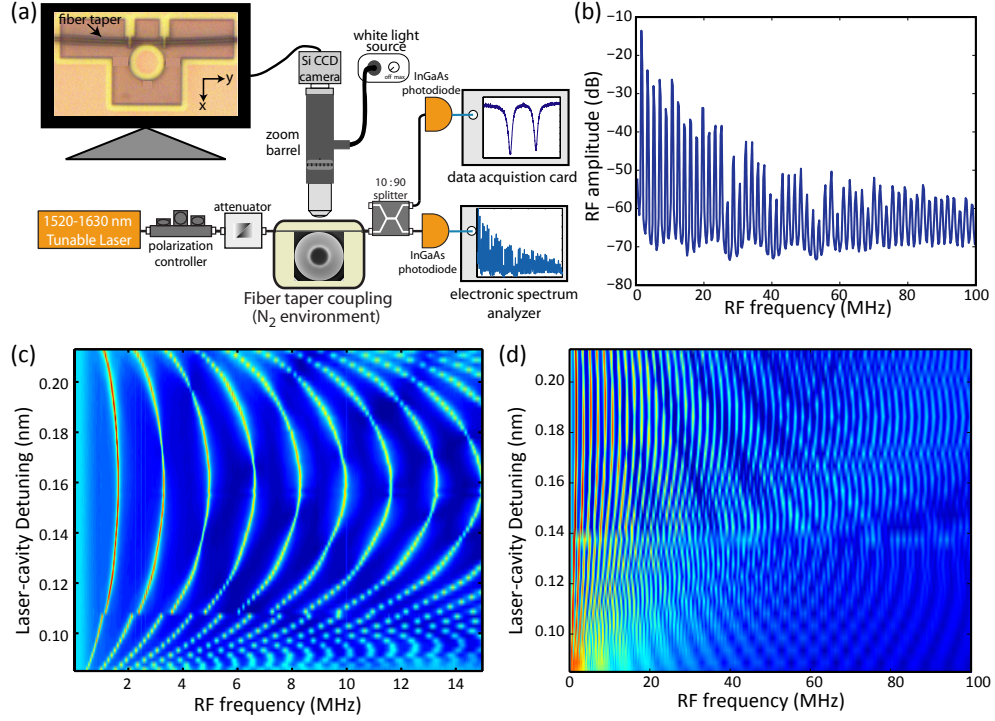 (a)
fiber taper
y
x
Si CCD
camera
white light
source
off max
zoom
barrel
InGaAs
photodiode
data acquistion card
10 : 90
splitter
1520-1630 nm
Tunable Laser
polarization
controller
attenuator
Fiber taper coupling
(N2 environment)
InGaAs
photodiode
electronic spectrum
analyzer
(b)
RF amplitude (dB)
−10
−20
−30
−40
−50
−60
−70
−80
0 20 40 60 80 100
RF frequency (MHz)
(c)
Laser-cavity Detuning (nm)
0.20
0.18
0.16
0.14
0.12
0.10
2 4 6 8 10 12 14
RF frequency (MHz)
(d)
Laser-cavity Detuning (nm)
0.20
0.18
0.16
0.14
0.12
0.10
0 20 40 60 80 100
RF frequency (MHz)